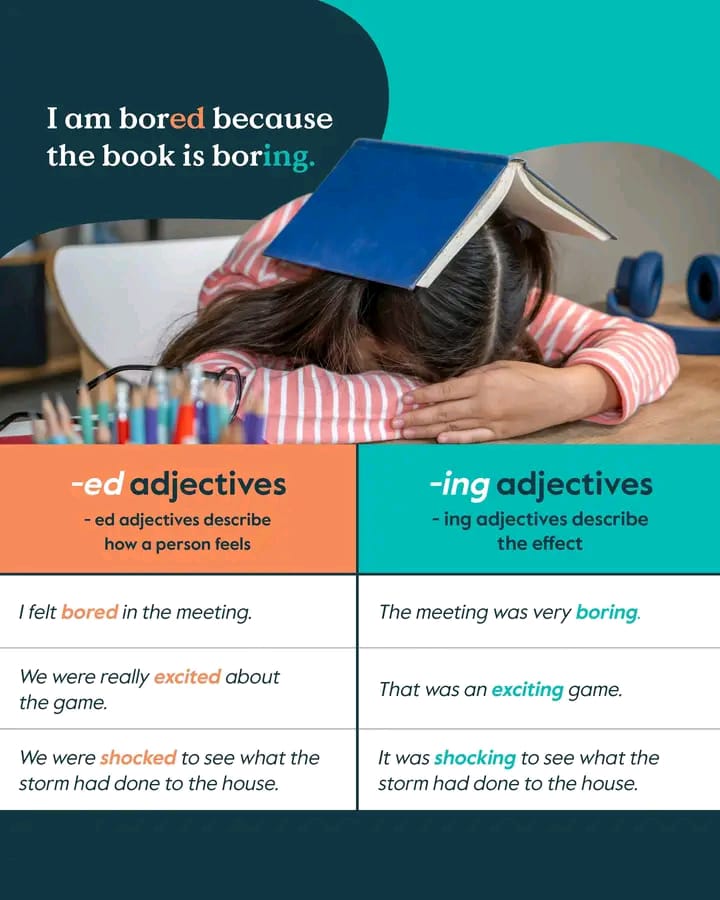 I am bored because
the book is boring.
-ed adjectives
- ed adjectives describe
how a person feels
-ing adjectives
- ing adjectives describe
the effect
I felt bored in the meeting.
The meeting was very boring.
We were really excited about
the game.
That was an exciting game.
We were shocked to see what the
storm had done to the house.
It was shocking to see what the
storm had done to the house.